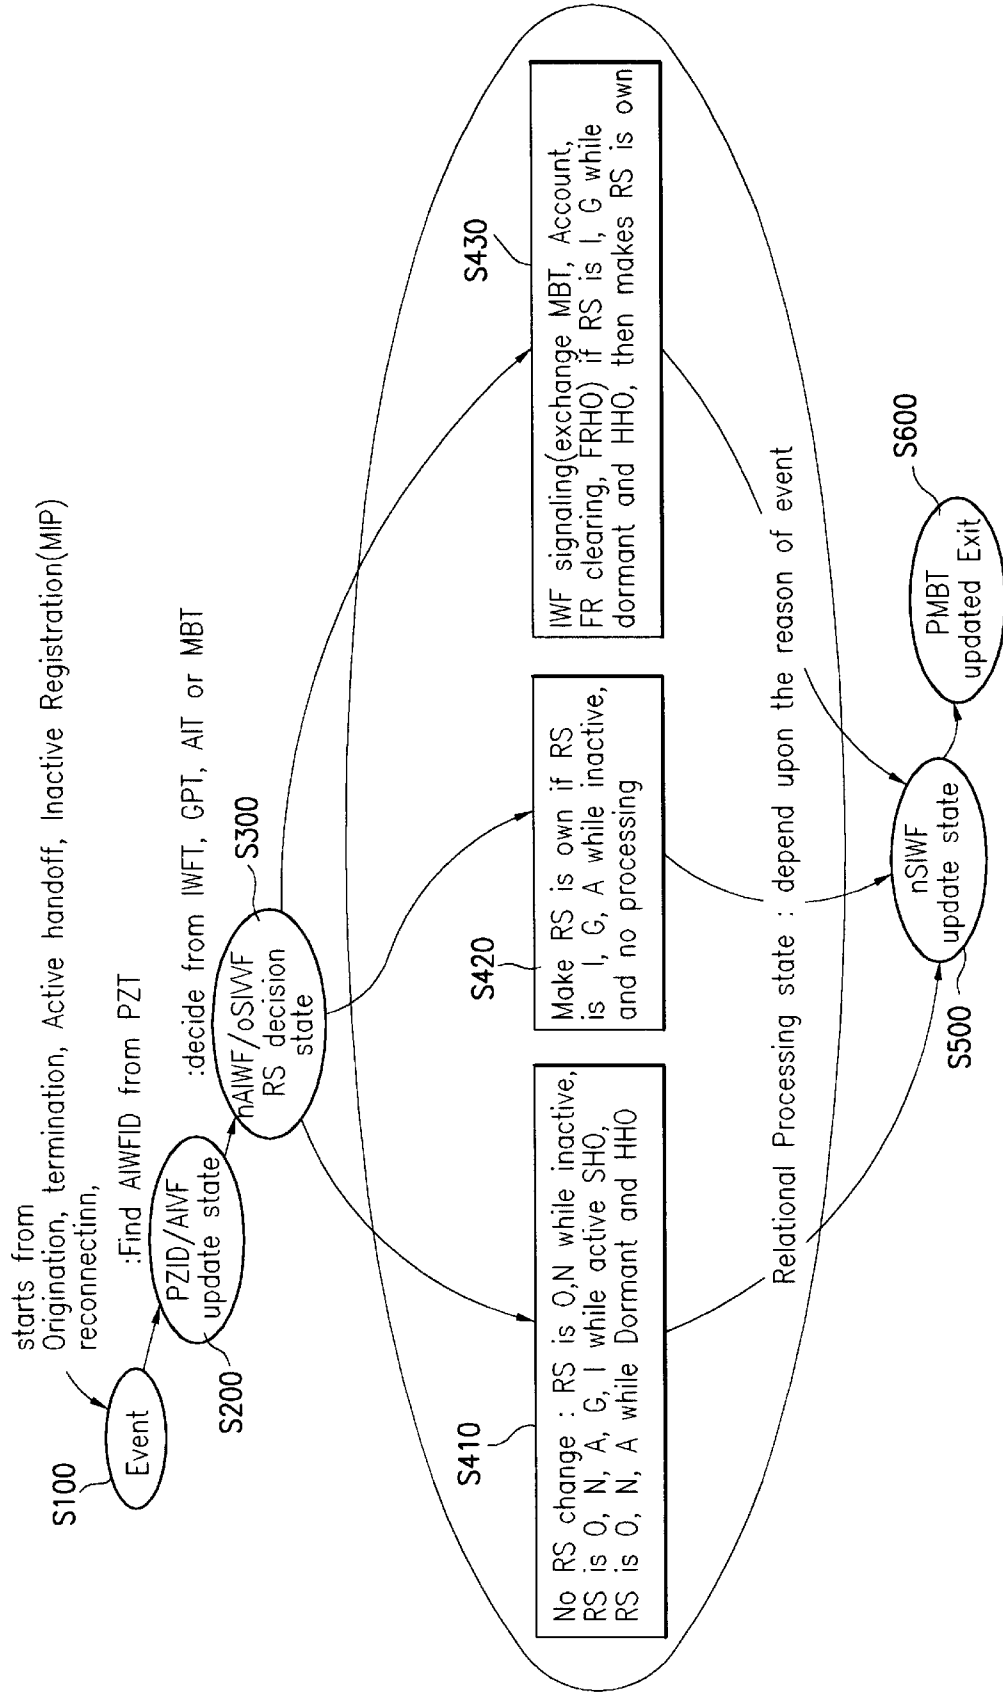 starts from
Origination, termination, Active handoff, Inactive Registration(MIP)
reconnectinn,
S100
Event
:Find AIWFID from PZT
PZID/AIVF
update state
S200
:decide from IWFT, GPT, AIT or MBT
nAIWF/oSIWF
RS decision
state
S300
S410
No RS change : RS is O,N while inactive,
RS is O, N, A, G, I while active SHO,
RS is O, N, A while Dormant and HHO
S420
Make RS is own if RS
is I, G, A while inactive,
and no processing
S430
IWF signaling(exchange MBT, Account,
FR clearing, FRHO) if RS is I, G while
dormant and HHO, then makes RS is own
Relational Processing state : depend upon the reason of event
nSIWF
update state
S500
PMBT
updated Exit
S600